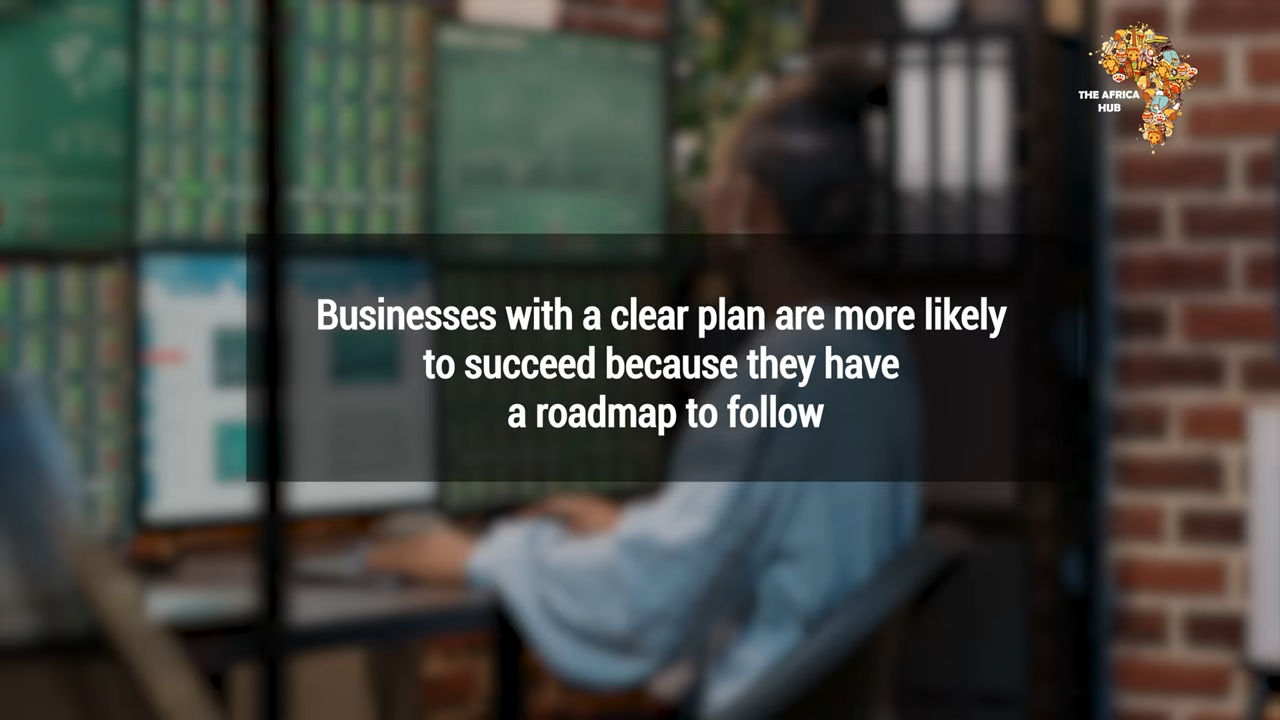 THE AFRICA
HUB
Businesses with a clear plan are more likely
to succeed because they have
a roadmap to follow